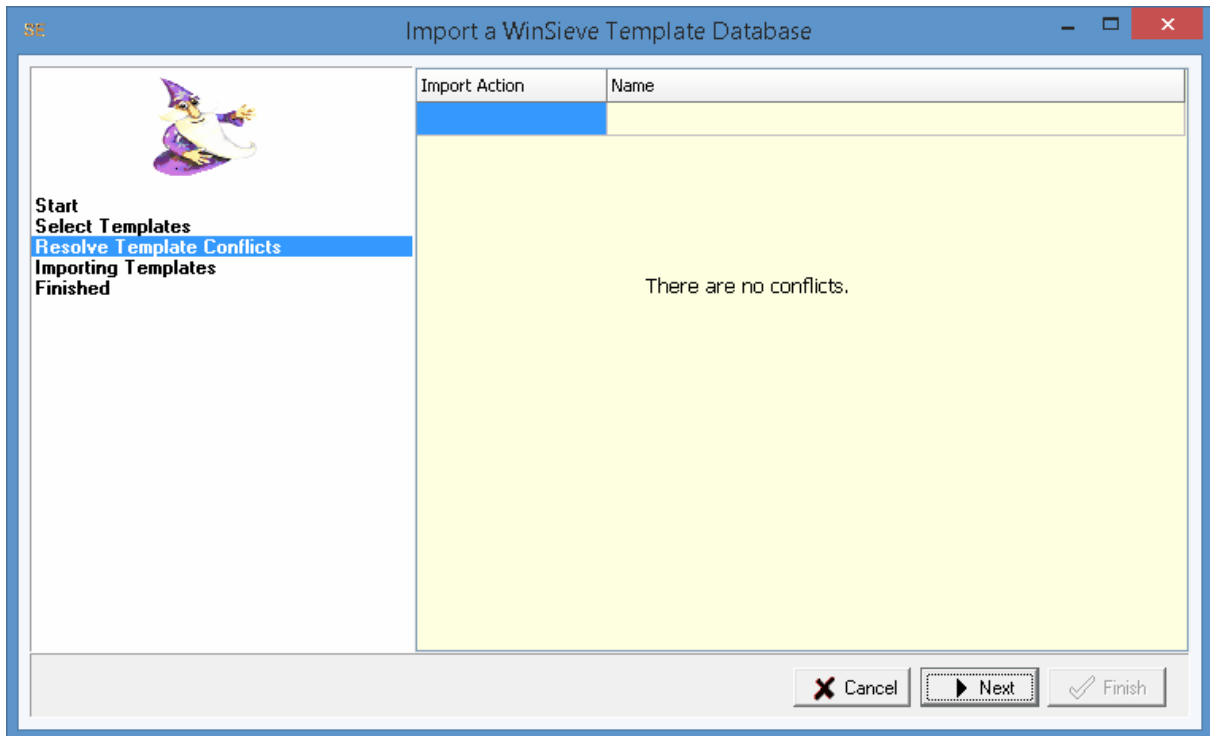 Import a WinSieve Template Database
Import Action Name
Start
Select Templates
Resolve Template Conflicts
Importing Templates
Finished
There are no conflicts.
Cancel Next Finish